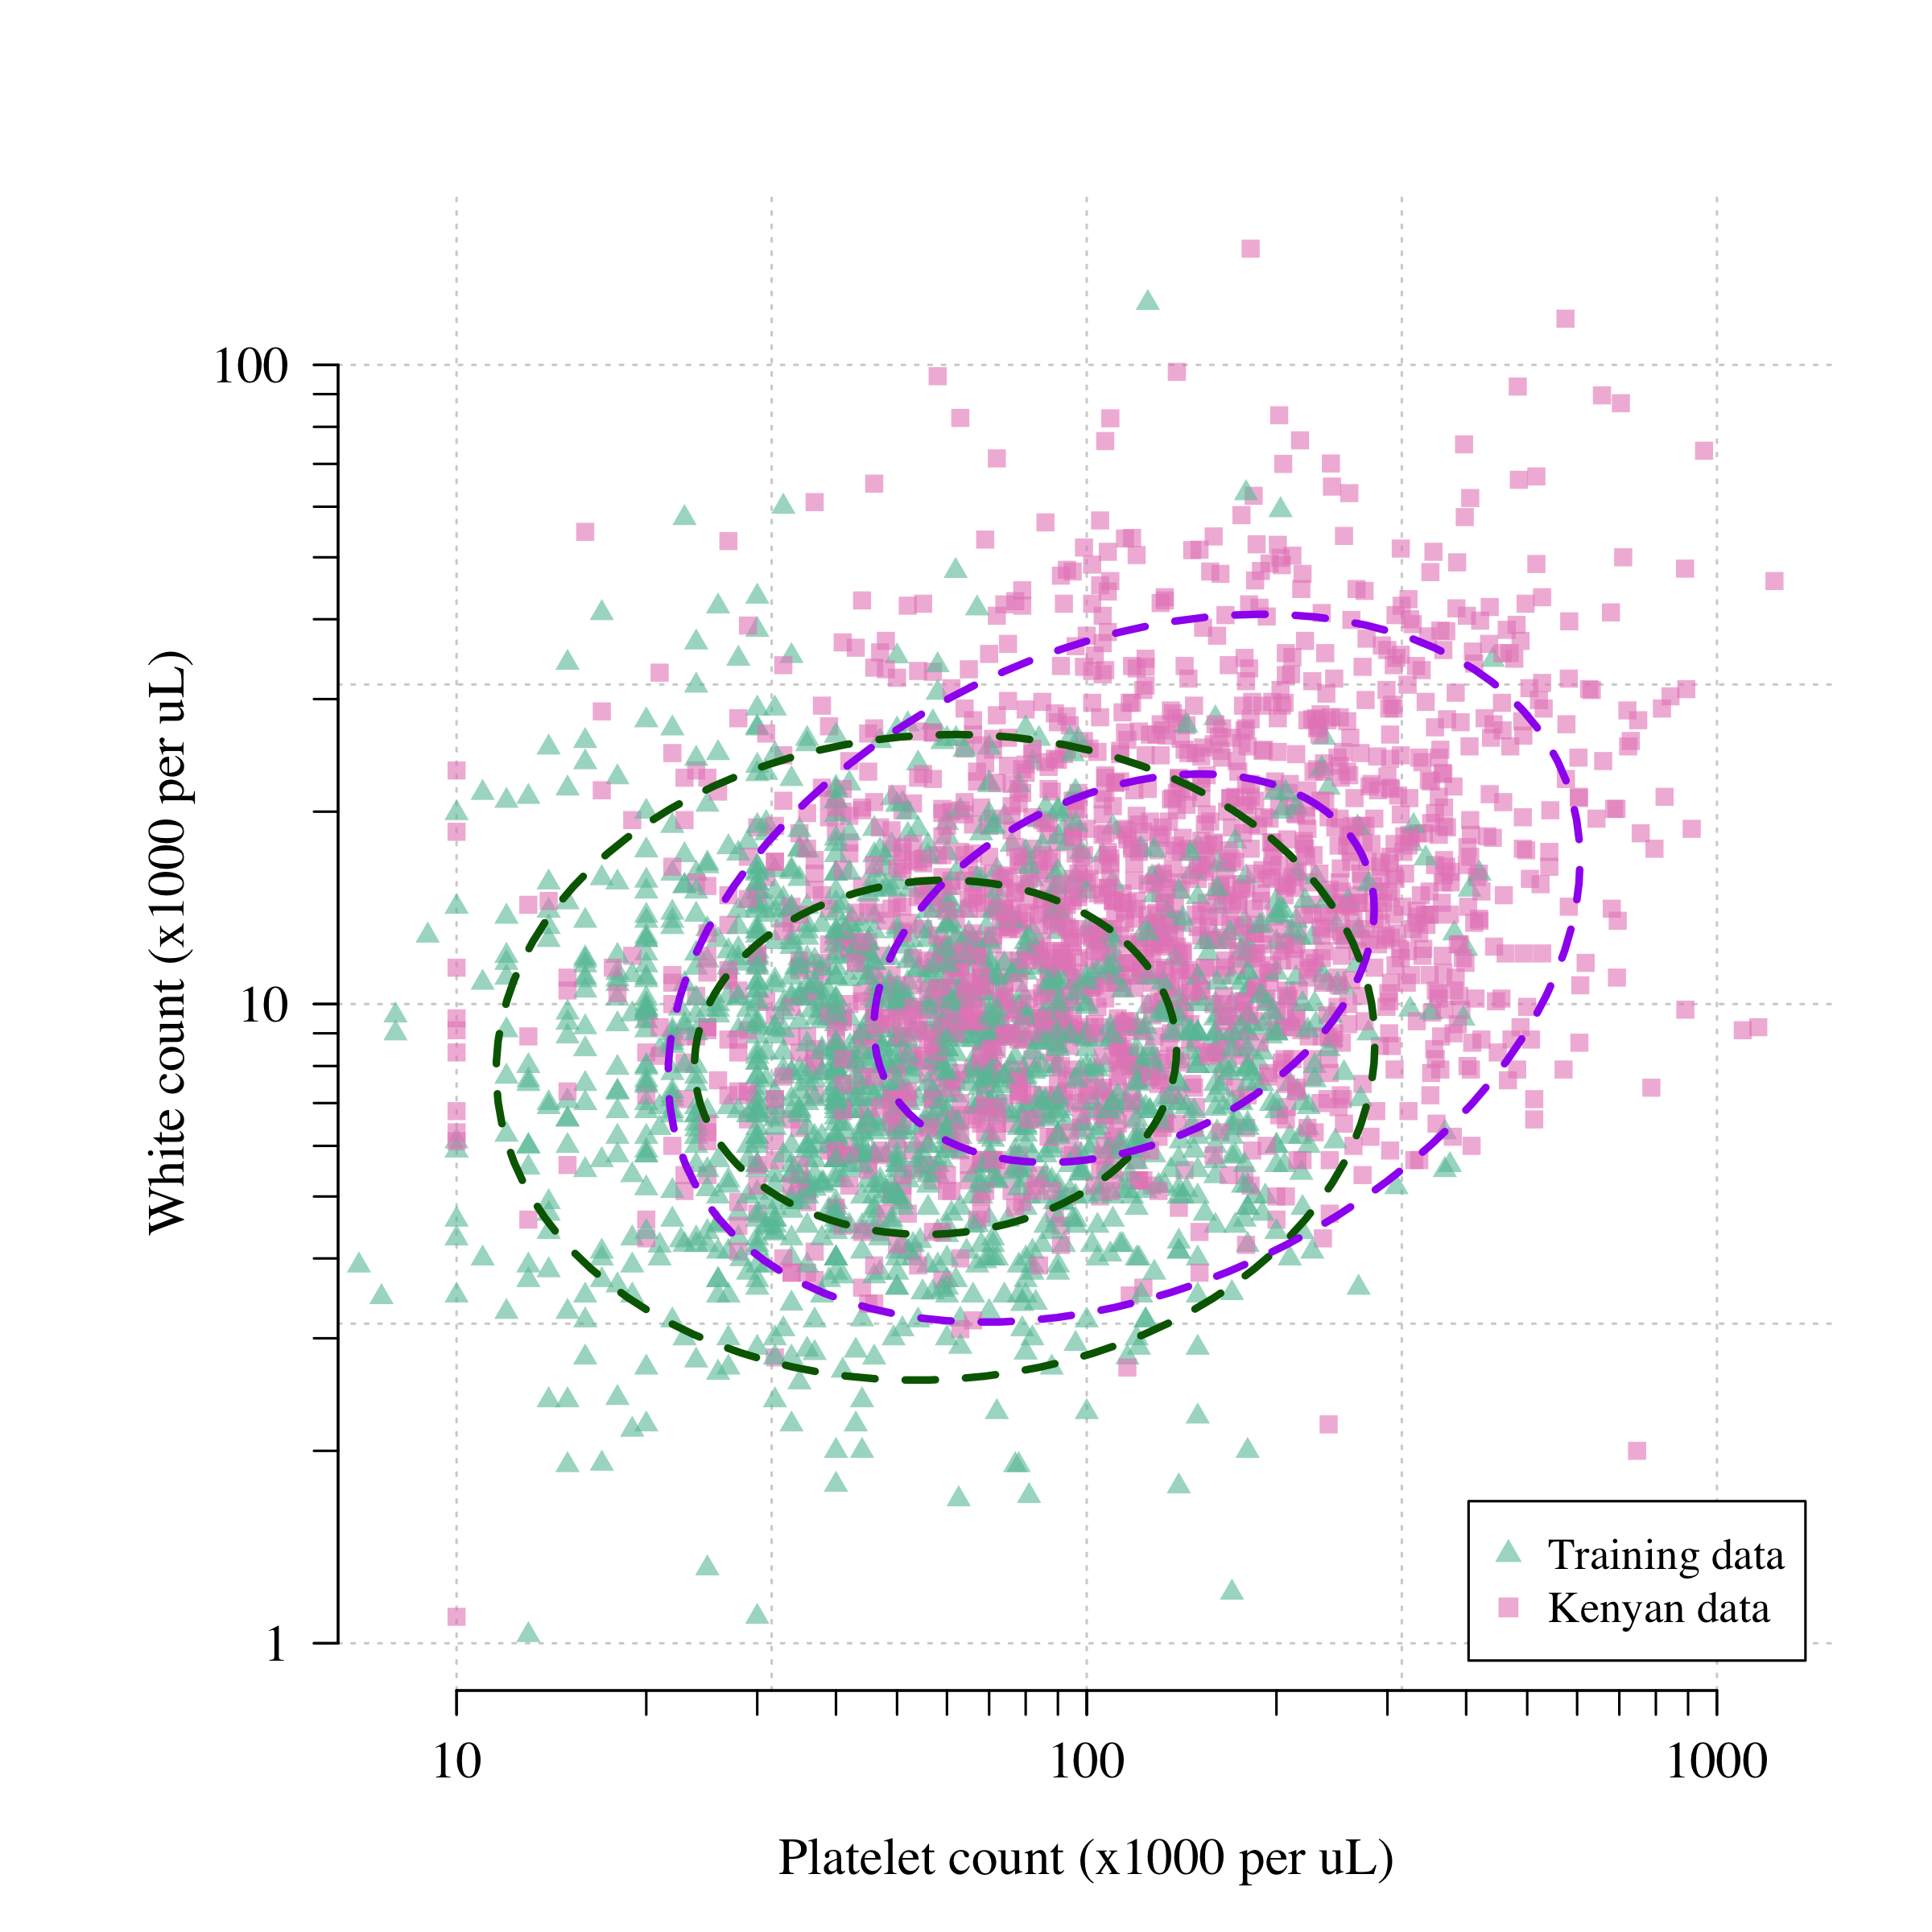 100
10
1
White count (x1000 per uL)
Training data
Kenyan data
10 100 1000
Platelet count (x1000 per uL)